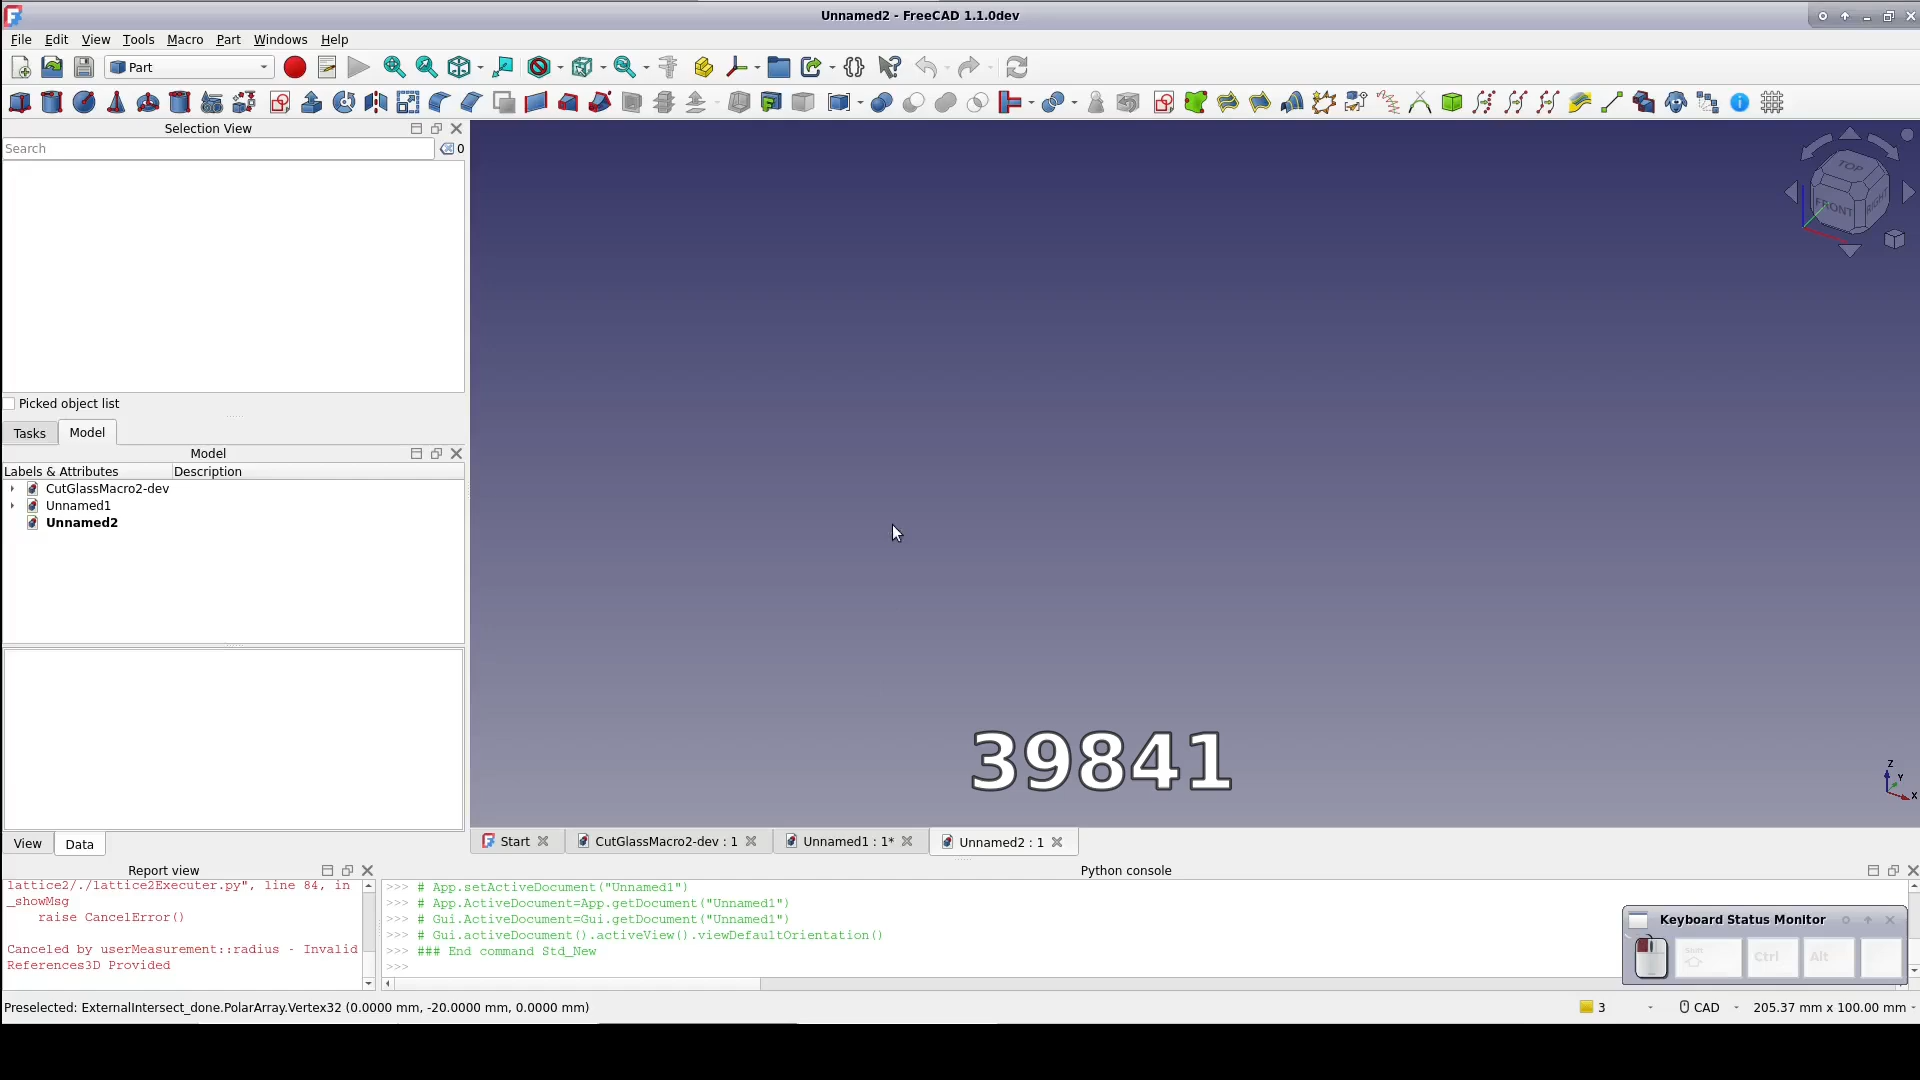 Unnamed2 - FreeCAD 1.1.0dev
File Edit View Tools Macro Part Windows Help
Part
Selection View
Search
0
Picked object list
Tasks Model
Model
Labels & Attributes Description
CutGlassMacro2-dev
Unnamed1
Unnamed2
TOP
FRONT
RIGHT
39841
Z
Y
X
View Data
Start
CutGlassMacro2-dev : 1
Unnamed1 : 1*
Unnamed2 : 1
Report view
lattice2/./lattice2Executer.py", line 84, in
_showMsg
raise CancelError()
Canceled by userMeasurement::radius - Invalid
References3D Provided
Python console
>>> # App.setActiveDocument("Unnamed1")
>>> # App.ActiveDocument=App.getDocument("Unnamed1")
>>> # Gui.ActiveDocument=Gui.getDocument("Unnamed1")
>>> # Gui.activeDocument().activeView().viewDefaultOrientation()
>>> ### End command Std_New
>>>
Keyboard Status Monitor
Shift Ctrl Alt
Preselected: ExternalIntersect_done.PolarArray.Vertex32 (0.0000 mm, -20.0000 mm, 0.0000 mm)
3
CAD
205.37 mm x 100.00 mm